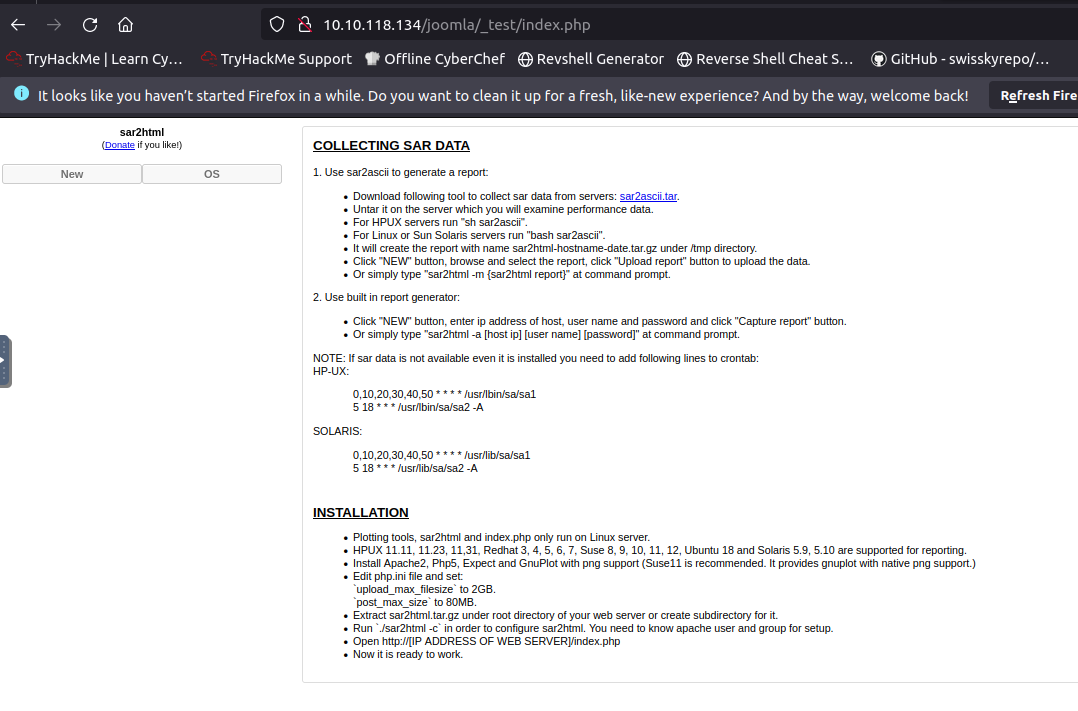 10.10.118.134/joomla/_test/index.php
TryHackMe | Learn Cy… TryHackMe Support Offline CyberChef Revshell Generator Reverse Shell Cheat S… GitHub - swisskyrepo/…
It looks like you haven’t started Firefox in a while. Do you want to clean it up for a fresh, like-new experience? And by the way, welcome back! Refresh Fire
sar2html
(Donate if you like!)
New OS
COLLECTING SAR DATA
1. Use sar2ascii to generate a report:
• Download following tool to collect sar data from servers: sar2ascii.tar.
• Untar it on the server which you will examine performance data.
• For HPUX servers run "sh sar2ascii".
• For Linux or Sun Solaris servers run "bash sar2ascii".
• It will create the report with name sar2html-hostname-date.tar.gz under /tmp directory.
• Click "NEW" button, browse and select the report, click "Upload report" button to upload the data.
• Or simply type "sar2html -m {sar2html report}" at command prompt.
2. Use built in report generator:
• Click "NEW" button, enter ip address of host, user name and password and click "Capture report" button.
• Or simply type "sar2html -a [host ip] [user name] [password]" at command prompt.
NOTE: If sar data is not available even it is installed you need to add following lines to crontab:
HP-UX:
0,10,20,30,40,50 * * * * /usr/lbin/sa/sa1
5 18 * * * /usr/lbin/sa/sa2 -A
SOLARIS:
0,10,20,30,40,50 * * * * /usr/lib/sa/sa1
5 18 * * * /usr/lib/sa/sa2 -A
INSTALLATION
• Plotting tools, sar2html and index.php only run on Linux server.
• HPUX 11.11, 11.23, 11,31, Redhat 3, 4, 5, 6, 7, Suse 8, 9, 10, 11, 12, Ubuntu 18 and Solaris 5.9, 5.10 are supported for reporting.
• Install Apache2, Php5, Expect and GnuPlot with png support (Suse11 is recommended. It provides gnuplot with native png support.)
• Edit php.ini file and set:
`upload_max_filesize` to 2GB.
`post_max_size` to 80MB.
• Extract sar2html.tar.gz under root directory of your web server or create subdirectory for it.
• Run `./sar2html -c` in order to configure sar2html. You need to know apache user and group for setup.
• Open http://[IP ADDRESS OF WEB SERVER]/index.php
• Now it is ready to work.